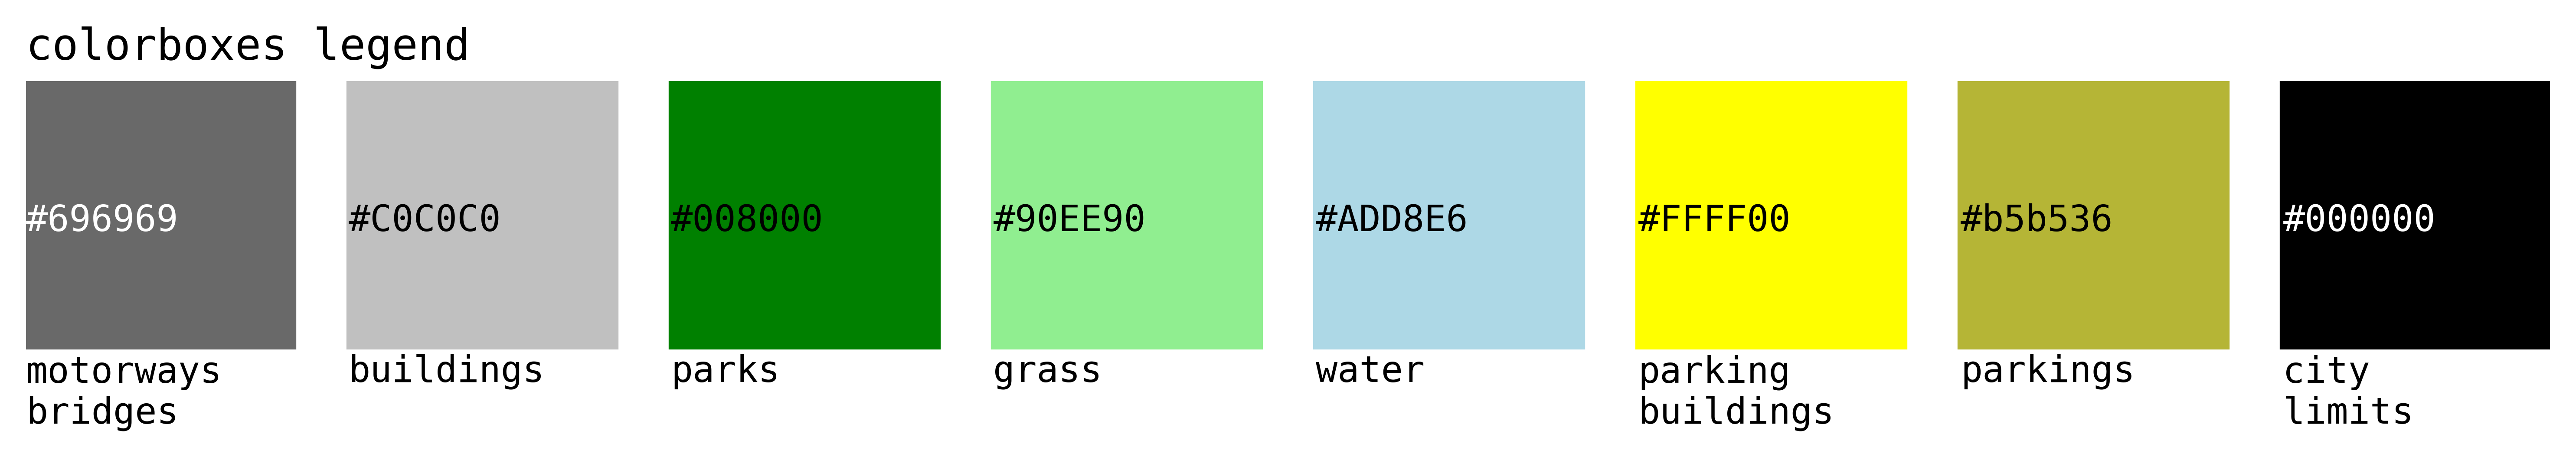 colorboxes legend
#696969
#C0C0C0
#008000
#90EE90
#ADD8E6
#FFFF00
#b5b536
#000000
motorways
bridges
buildings
parks
grass
water
parking
buildings
parkings
city
limits